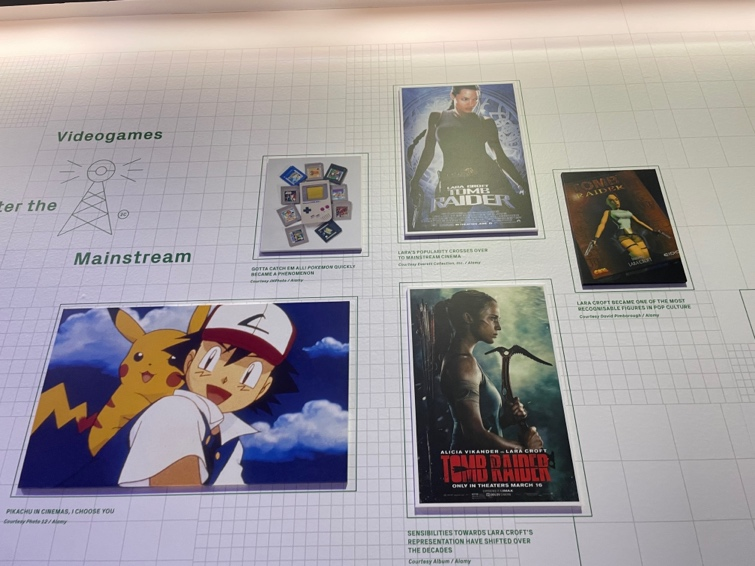 Videogames
ter the
Mainstream
GOTTA CATCH EM ALL! POKEMON QUICKLY
BECAME A PHENOMENON
LARA CROFT
TOMB
RAIDER
LARA'S POPULARITY CROSSES OVER
TO MAINSTREAM CINEMA
Courtesy Everett Collection, Inc. / Alamy
TOMB
RAIDER
LARA CROFT BECAME ONE OF THE MOST
RECOGNISABLE FIGURES IN POP CULTURE
Courtesy David Pimborough / Alamy
PIKACHU IN CINEMAS, I CHOOSE YOU
Courtesy Photo 12 / Alamy
ALICIA VIKANDER IS LARA CROFT
TOMB RAIDER
ONLY IN THEATERS MARCH 16
SENSIBILITIES TOWARDS LARA CROFT'S
REPRESENTATION HAVE SHIFTED OVER
THE DECADES
Courtesy Album / Alamy